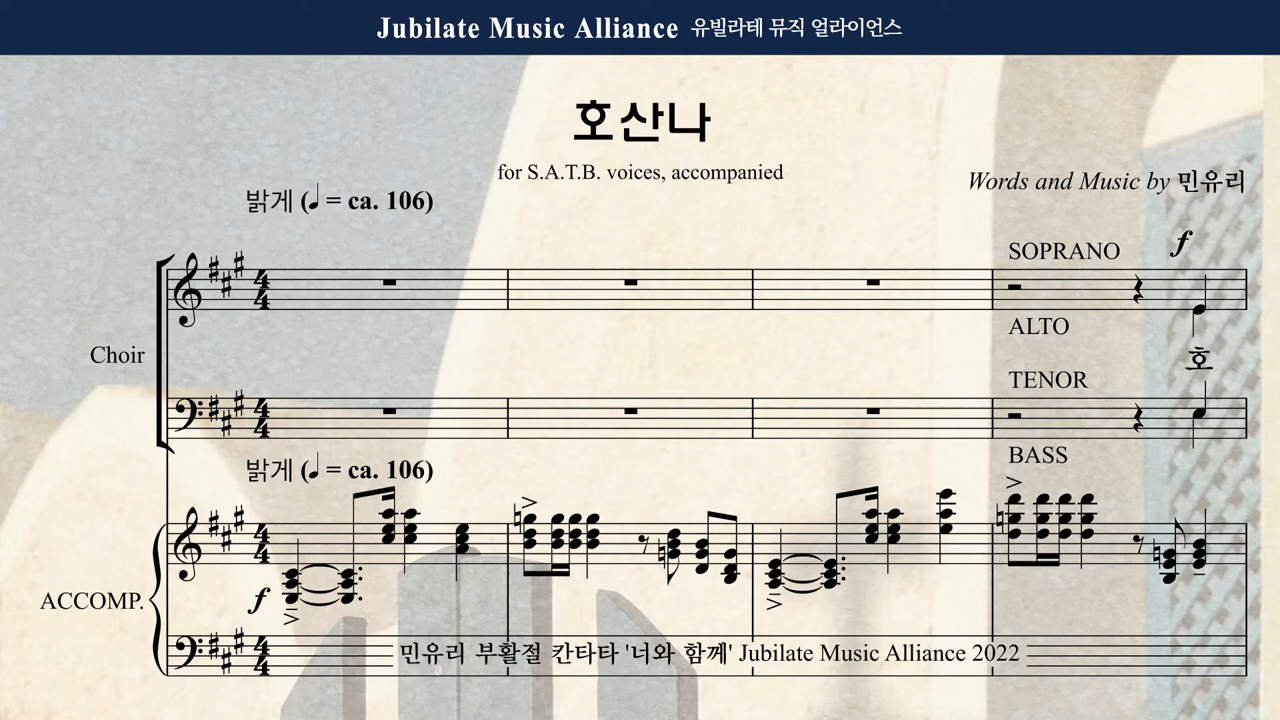 Jubilate Music Alliance 유빌라테 뮤직 얼라이언스
호산나
for S.A.T.B. voices, accompanied
Words and Music by 민유리
밝게 (♩ = ca. 106)
SOPRANO
f
ALTO
Choir
호
TENOR
BASS
밝게 (♩ = ca. 106)
ACCOMP.
f
민유리 부활절 칸타타 '너와 함께' Jubilate Music Alliance 2022